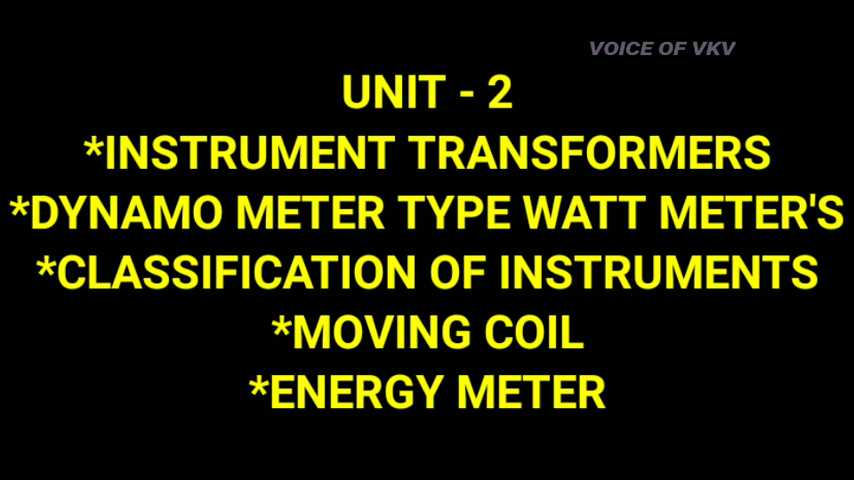 VOICE OF VKV
UNIT - 2
*INSTRUMENT TRANSFORMERS
*DYNAMO METER TYPE WATT METER'S
*CLASSIFICATION OF INSTRUMENTS
*MOVING COIL
*ENERGY METER